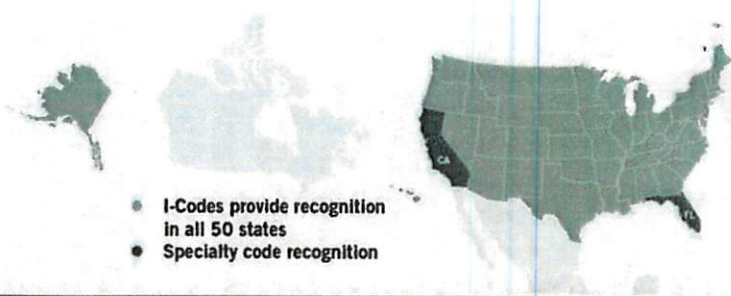 CA
FL
I-Codes provide recognition
in all 50 states
Specialty code recognition